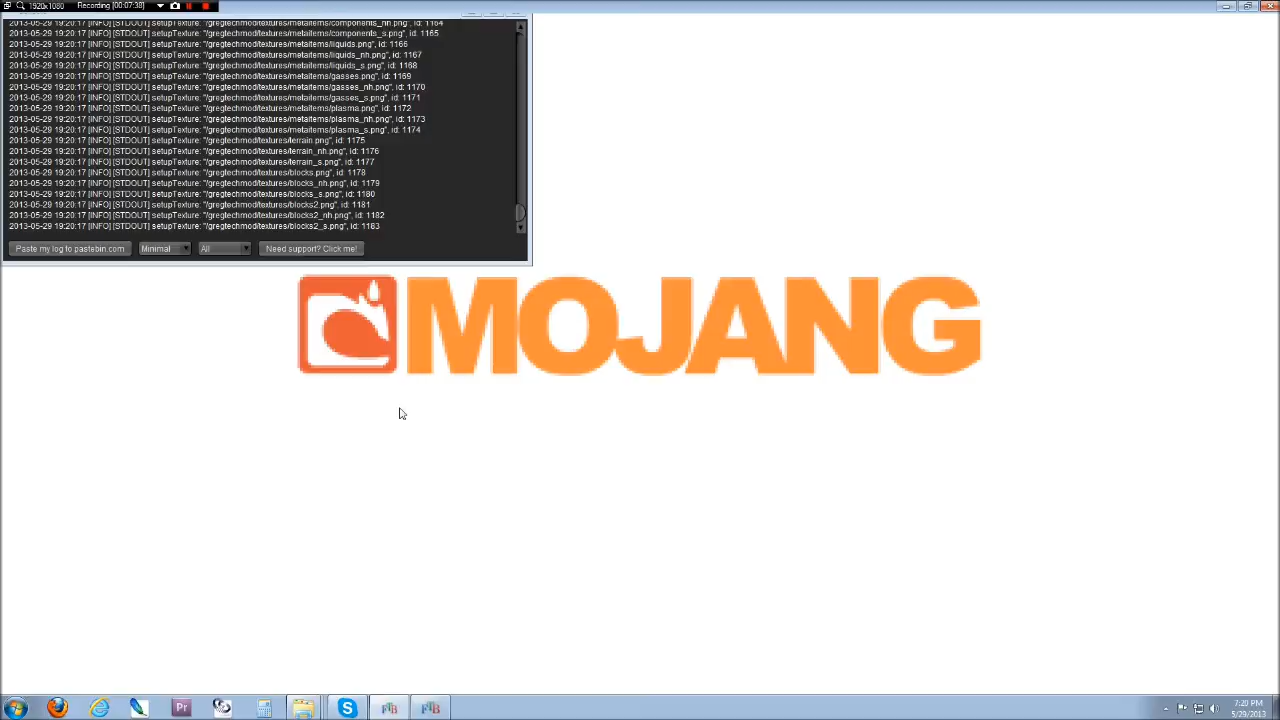 1920x1080 Recording [00:07:38]
2013-05-29 19:20:17 [INFO] [STDOUT] setupTexture: "/gregtechmod/textures/metaitems/components_nh.png", id: 1164
2013-05-29 19:20:17 [INFO] [STDOUT] setupTexture: "/gregtechmod/textures/metaitems/components_s.png", id: 1165
2013-05-29 19:20:17 [INFO] [STDOUT] setupTexture: "/gregtechmod/textures/metaitems/liquids.png", id: 1166
2013-05-29 19:20:17 [INFO] [STDOUT] setupTexture: "/gregtechmod/textures/metaitems/liquids_nh.png", id: 1167
2013-05-29 19:20:17 [INFO] [STDOUT] setupTexture: "/gregtechmod/textures/metaitems/liquids_s.png", id: 1168
2013-05-29 19:20:17 [INFO] [STDOUT] setupTexture: "/gregtechmod/textures/metaitems/gasses.png", id: 1169
2013-05-29 19:20:17 [INFO] [STDOUT] setupTexture: "/gregtechmod/textures/metaitems/gasses_nh.png", id: 1170
2013-05-29 19:20:17 [INFO] [STDOUT] setupTexture: "/gregtechmod/textures/metaitems/gasses_s.png", id: 1171
2013-05-29 19:20:17 [INFO] [STDOUT] setupTexture: "/gregtechmod/textures/metaitems/plasma.png", id: 1172
2013-05-29 19:20:17 [INFO] [STDOUT] setupTexture: "/gregtechmod/textures/metaitems/plasma_nh.png", id: 1173
2013-05-29 19:20:17 [INFO] [STDOUT] setupTexture: "/gregtechmod/textures/metaitems/plasma_s.png", id: 1174
2013-05-29 19:20:17 [INFO] [STDOUT] setupTexture: "/gregtechmod/textures/terrain.png", id: 1175
2013-05-29 19:20:17 [INFO] [STDOUT] setupTexture: "/gregtechmod/textures/terrain_nh.png", id: 1176
2013-05-29 19:20:17 [INFO] [STDOUT] setupTexture: "/gregtechmod/textures/terrain_s.png", id: 1177
2013-05-29 19:20:17 [INFO] [STDOUT] setupTexture: "/gregtechmod/textures/blocks.png", id: 1178
2013-05-29 19:20:17 [INFO] [STDOUT] setupTexture: "/gregtechmod/textures/blocks_nh.png", id: 1179
2013-05-29 19:20:17 [INFO] [STDOUT] setupTexture: "/gregtechmod/textures/blocks_s.png", id: 1180
2013-05-29 19:20:17 [INFO] [STDOUT] setupTexture: "/gregtechmod/textures/blocks2.png", id: 1181
2013-05-29 19:20:17 [INFO] [STDOUT] setupTexture: "/gregtechmod/textures/blocks2_nh.png", id: 1182
2013-05-29 19:20:17 [INFO] [STDOUT] setupTexture: "/gregtechmod/textures/blocks2_s.png", id: 1183
Paste my log to pastebin.com Minimal All Need support? Click me!
MOJANG
Pr S FTB FTB
7:20 PM
5/29/2013